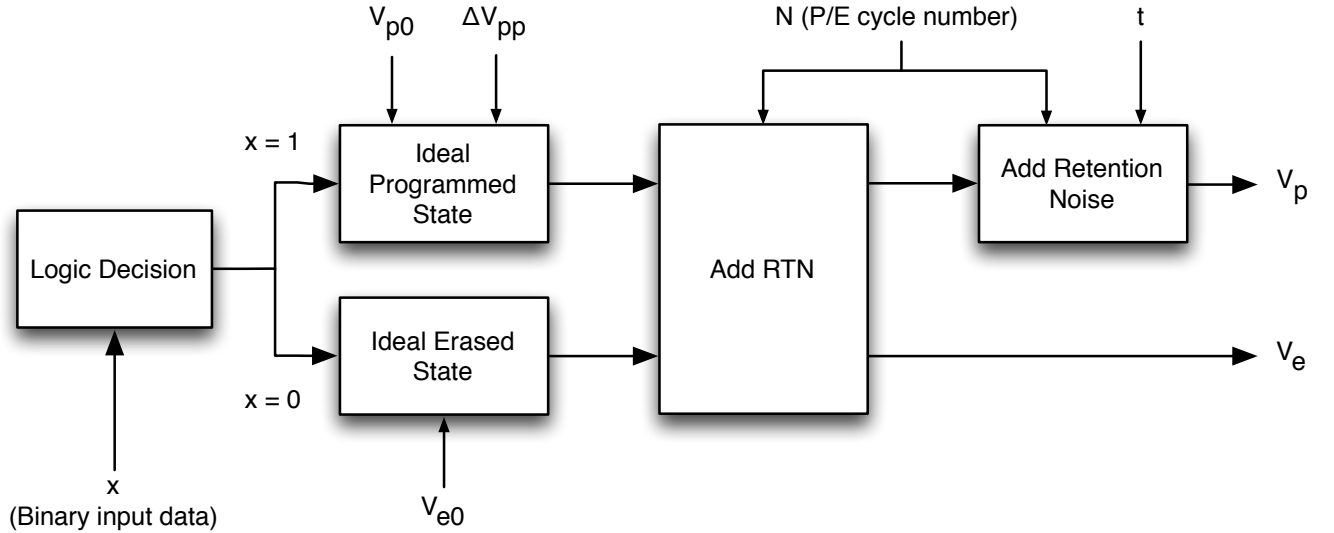 V_p0
ΔV_pp
N (P/E cycle number)
t
x = 1
Ideal
Programmed
State
Add Retention
Noise
V_p
Logic Decision
Add RTN
Ideal Erased
State
V_e
x = 0
x
(Binary input data)
V_e0